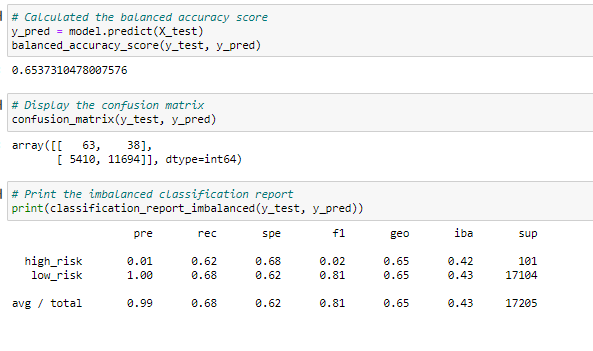 # Calculated the balanced accuracy score
y_pred = model.predict(X_test)
balanced_accuracy_score(y_test, y_pred)
0.6537310478007576
# Display the confusion matrix
confusion_matrix(y_test, y_pred)
array([[   63,    38],
       [ 5410, 11694]], dtype=int64)
# Print the imbalanced classification report
print(classification_report_imbalanced(y_test, y_pred))
pre rec spe f1 geo iba sup
high_risk 0.01 0.62 0.68 0.02 0.65 0.42 101
low_risk 1.00 0.68 0.62 0.81 0.65 0.43 17104
avg / total 0.99 0.68 0.62 0.81 0.65 0.43 17205